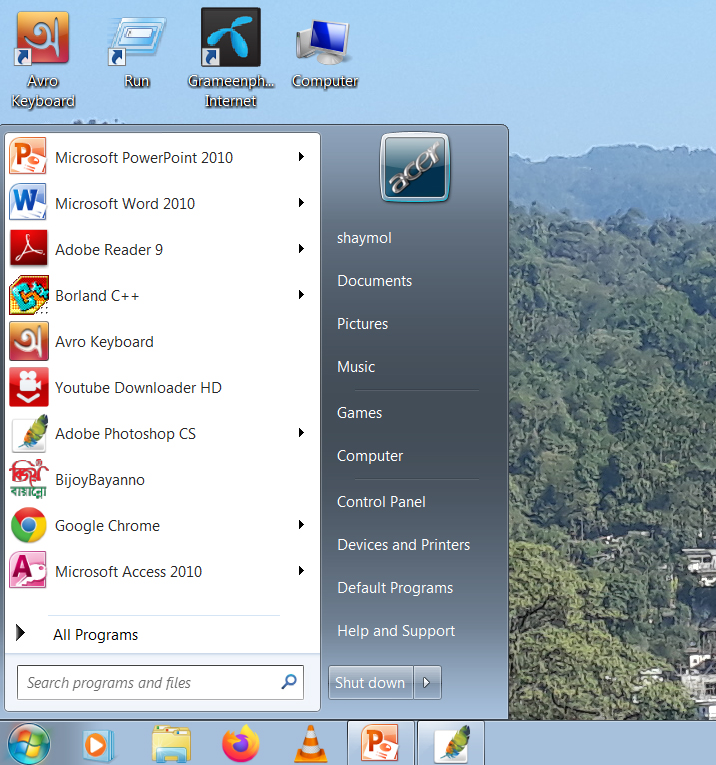 Avro
Keyboard
Run
Grameenph...
Internet
Computer
Microsoft PowerPoint 2010
Microsoft Word 2010
Adobe Reader 9
Borland C++
Avro Keyboard
Youtube Downloader HD
Adobe Photoshop CS
BijoyBayanno
Google Chrome
Microsoft Access 2010
All Programs
Search programs and files
acer
shaymol
Documents
Pictures
Music
Games
Computer
Control Panel
Devices and Printers
Default Programs
Help and Support
Shut down